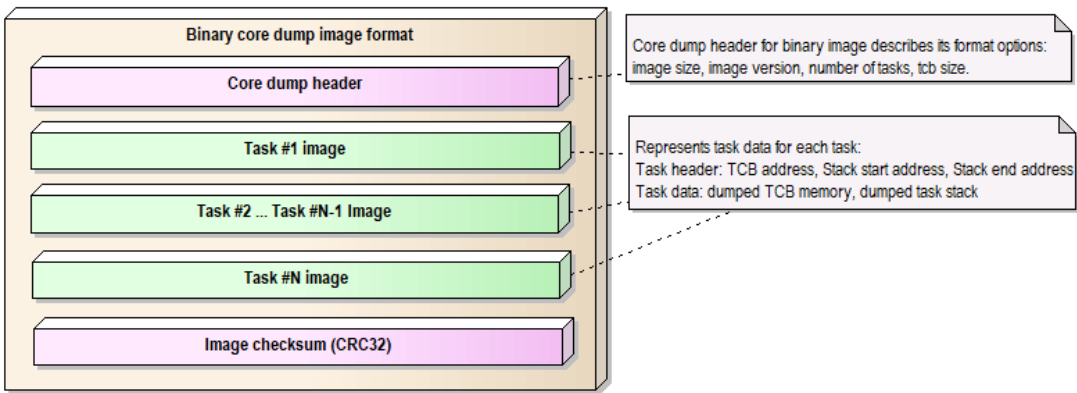 Binary core dump image format
Core dump header
Task #1 image
Task #2 ... Task #N-1 Image
Task #N image
Image checksum (CRC32)
Core dump header for binary image describes its format options:
image size, image version, number of tasks, tcb size.
Represents task data for each task:
Task header: TCB address, Stack start address, Stack end address
Task data: dumped TCB memory, dumped task stack